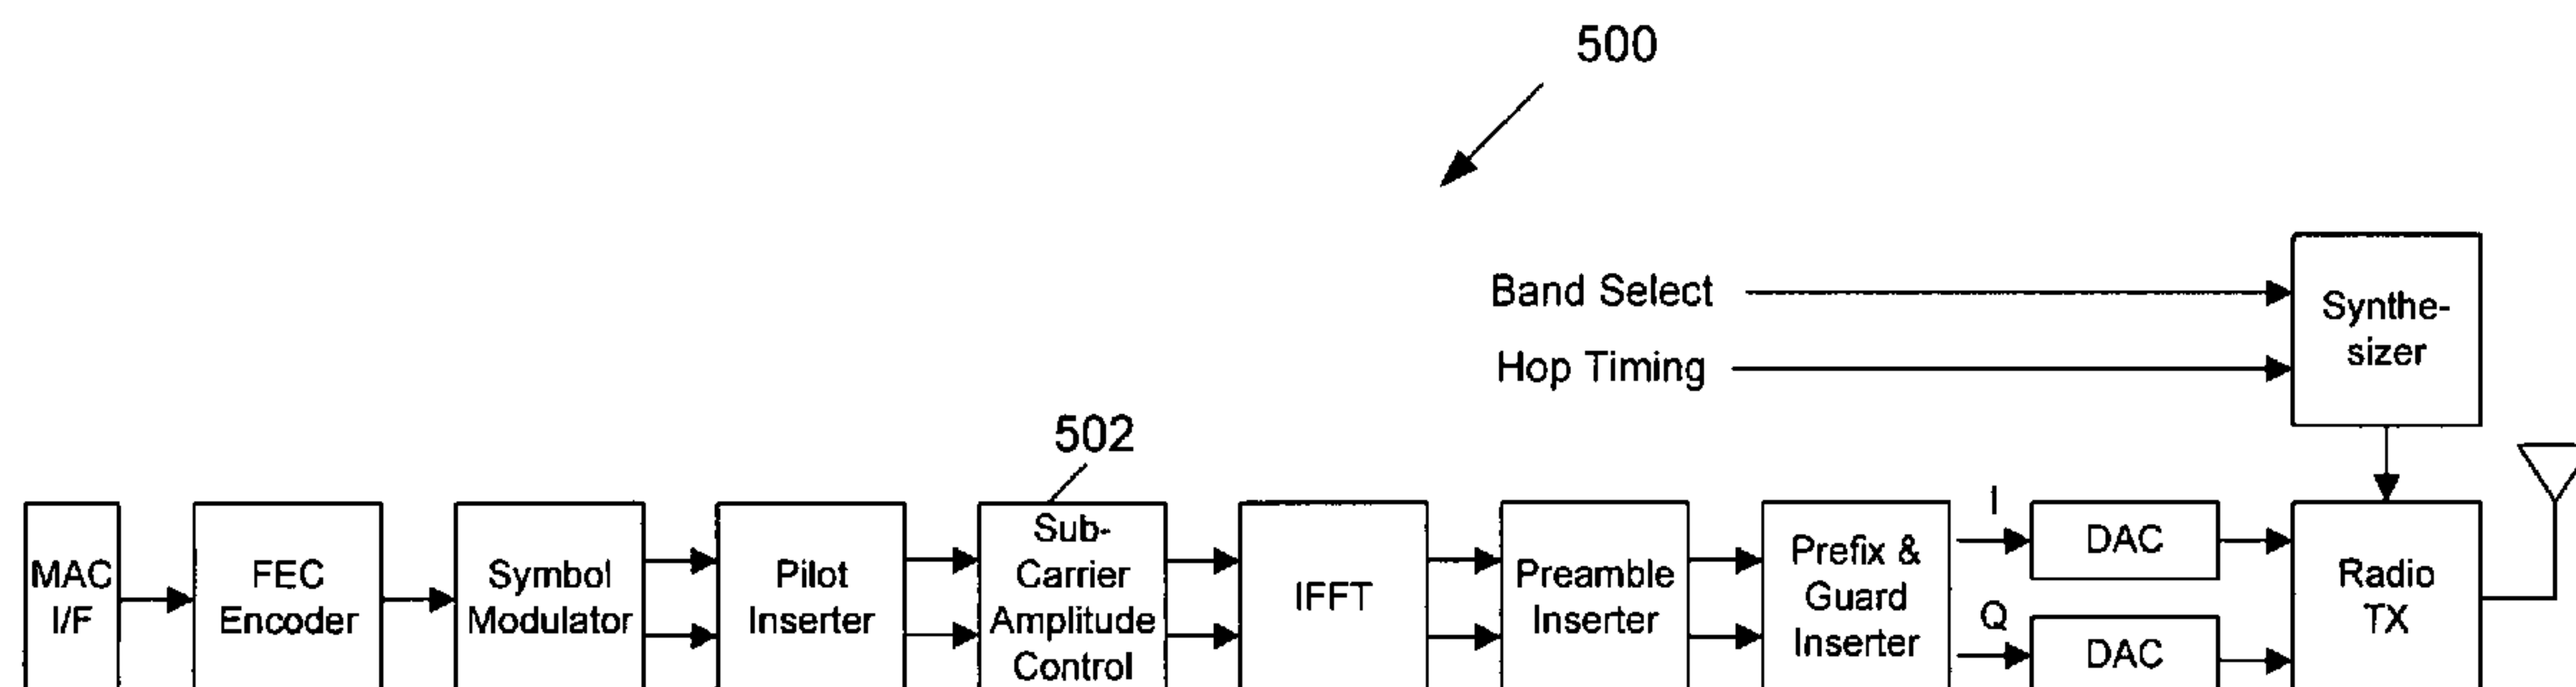 500
Band Select
Hop Timing
Synthe-
sizer
502
MAC
I/F
FEC
Encoder
Symbol
Modulator
Pilot
Inserter
Sub-
Carrier
Amplitude
Control
IFFT
Preamble
Inserter
Prefix &
Guard
Inserter
I
Q
DAC
DAC
Radio
TX